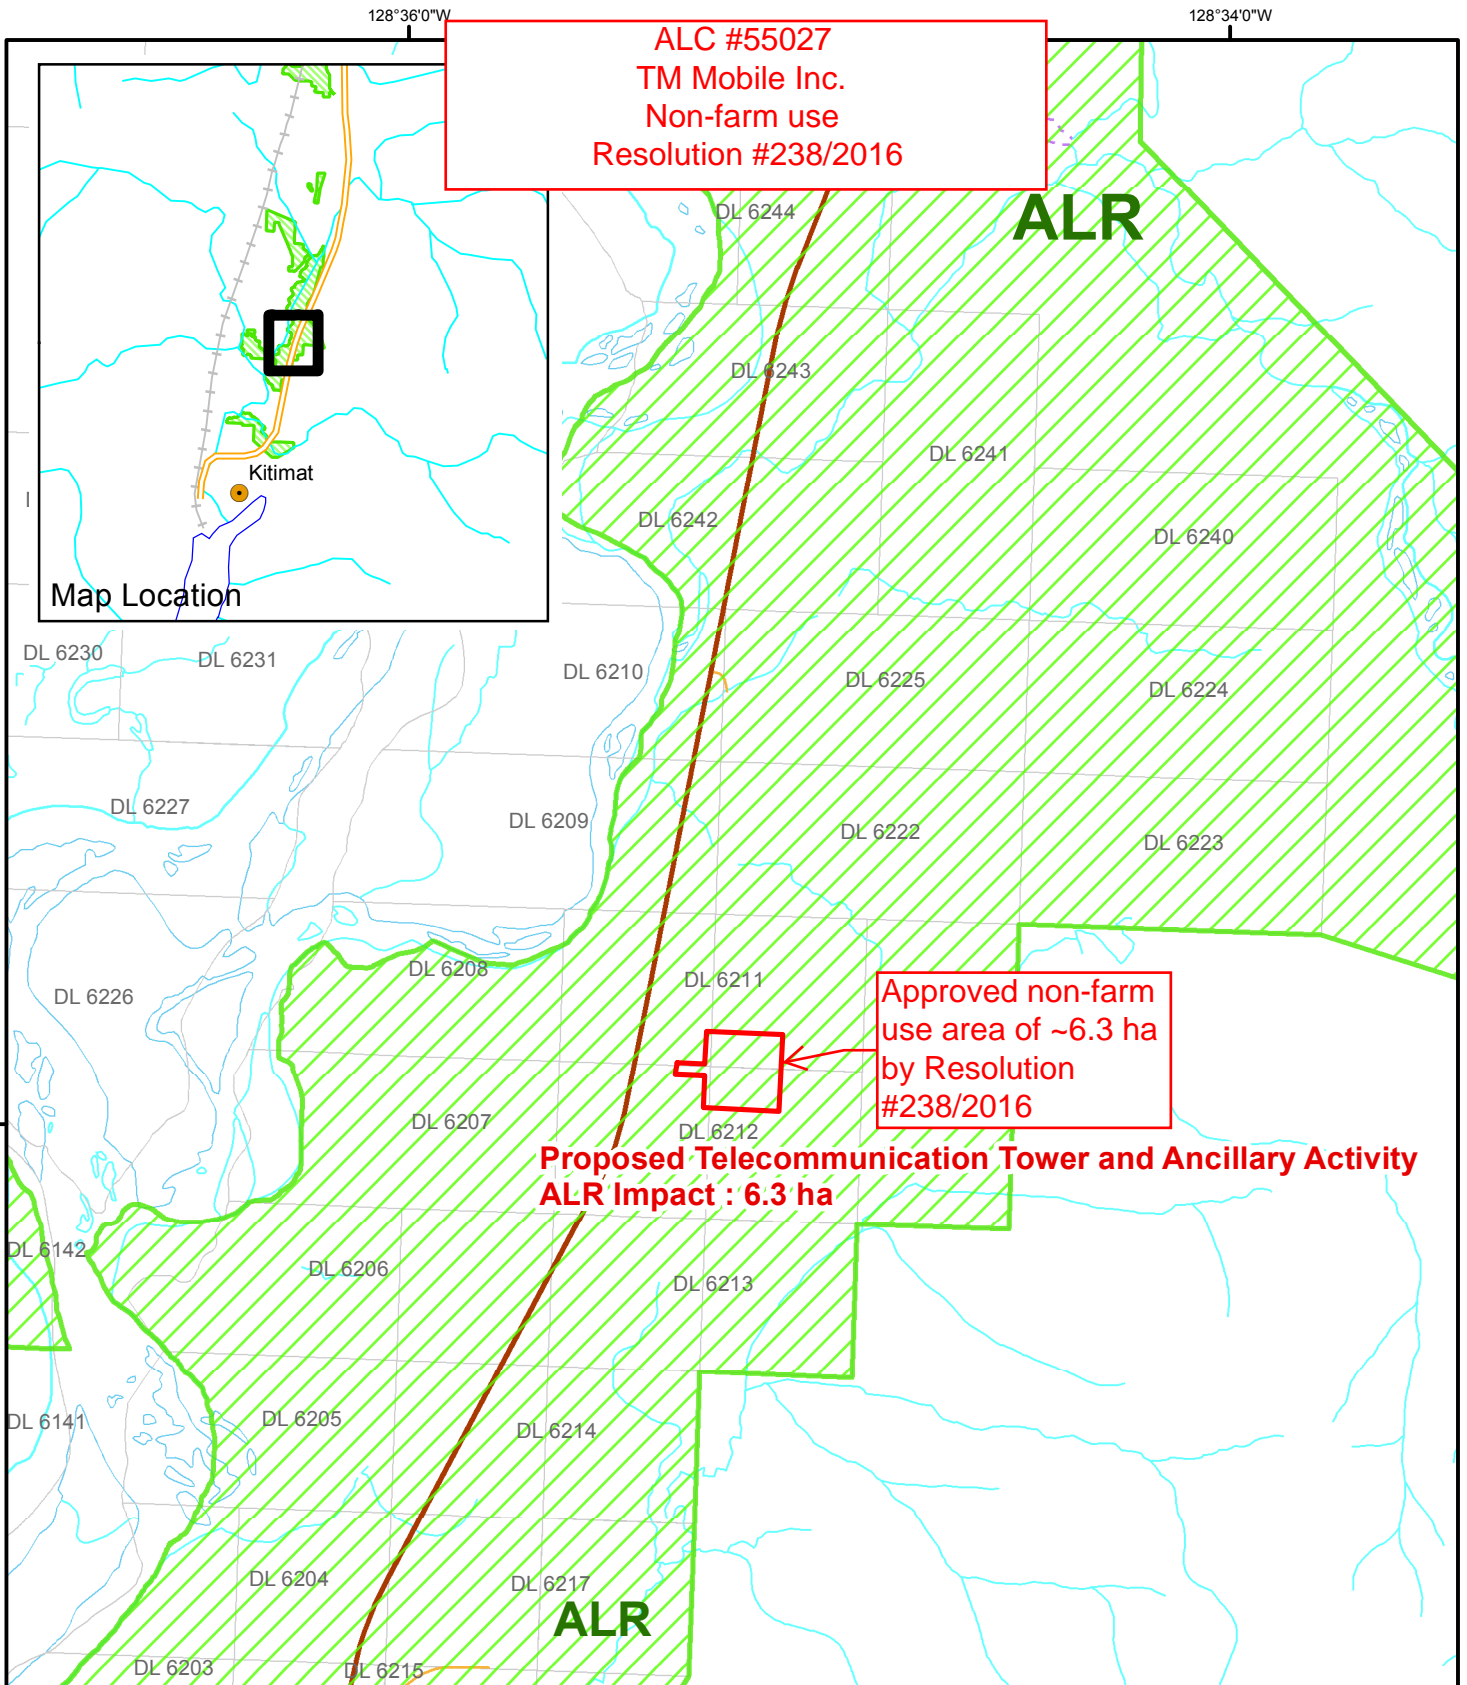 128°36'0"W
128°34'0"W
ALC #55027
TM Mobile Inc.
Non-farm use
Resolution #238/2016
ALR
DL 6244
DL 6243
DL 6241
Kitimat
DL 6242
DL 6240
Map Location
DL 6230
DL 6231
DL 6210
DL 6225
DL 6224
DL 6227
DL 6209
DL 6222
DL 6223
DL 6208
DL 6211
DL 6226
Approved non-farm
use area of ~6.3 ha
by Resolution
#238/2016
DL 6207
DL 6212
Proposed Telecommunication Tower and Ancillary Activity
ALR Impact : 6.3 ha
DL 6142
DL 6206
DL 6213
DL 6141
DL 6205
DL 6214
DL 6204
DL 6217
ALR
DL 6203
DL 6215